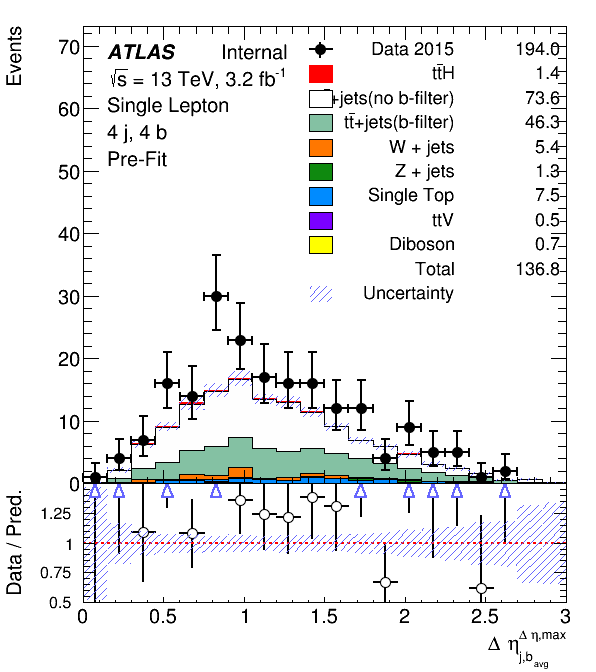 Events
70
60
50
40
30
20
10
0
ATLAS Internal
√s = 13 TeV, 3.2 fb⁻¹
Single Lepton
4 j, 4 b
Pre-Fit
Data 2015 194.0
tt̄H 1.4
+jets(no b-filter) 73.6
tt̄+jets(b-filter) 46.3
W + jets 5.4
Z + jets 1.3
Single Top 7.5
ttV 0.5
Diboson 0.7
Total 136.8
Uncertainty
Data / Pred.
1.25
1
0.75
0.5
0 0.5 1 1.5 2 2.5 3
Δ η_{j,b_{avg}}^{Δ η,max}